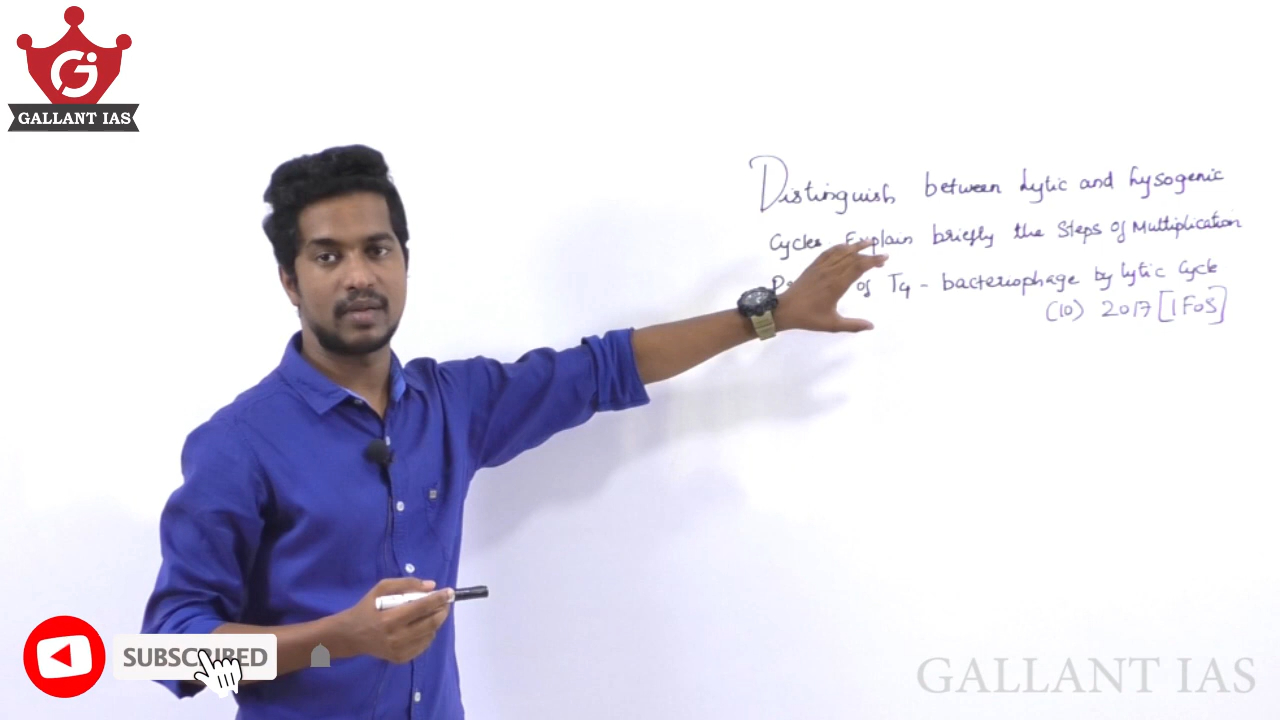 GALLANT IAS
Distinguish between Lytic and Lysogenic
Cycles. Explain briefly the Steps of Multiplication
of T4 - bacteriophage by lytic Cycle
(10) 2017 [IFoS]
SUBSCRIBED
GALLANT IAS